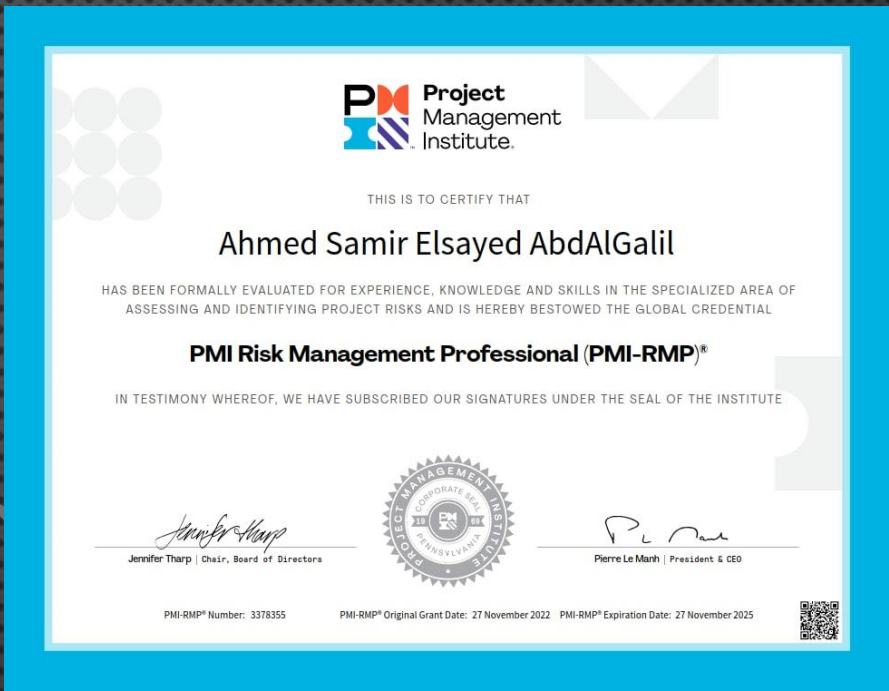 Project
Management
Institute.
THIS IS TO CERTIFY THAT
Ahmed Samir Elsayed AbdAlGalil
HAS BEEN FORMALLY EVALUATED FOR EXPERIENCE, KNOWLEDGE AND SKILLS IN THE SPECIALIZED AREA OF
ASSESSING AND IDENTIFYING PROJECT RISKS AND IS HEREBY BESTOWED THE GLOBAL CREDENTIAL
PMI Risk Management Professional (PMI-RMP)®
IN TESTIMONY WHEREOF, WE HAVE SUBSCRIBED OUR SIGNATURES UNDER THE SEAL OF THE INSTITUTE
PROJECT MANAGEMENT INSTITUTE
CORPORATE SEAL
1969
PENNSYLVANIA
Jennifer Tharp
Jennifer Tharp | Chair, Board of Directors
Pierre Le Manh | President & CEO
PMI-RMP® Number: 3378355 PMI-RMP® Original Grant Date: 27 November 2022 PMI-RMP® Expiration Date: 27 November 2025